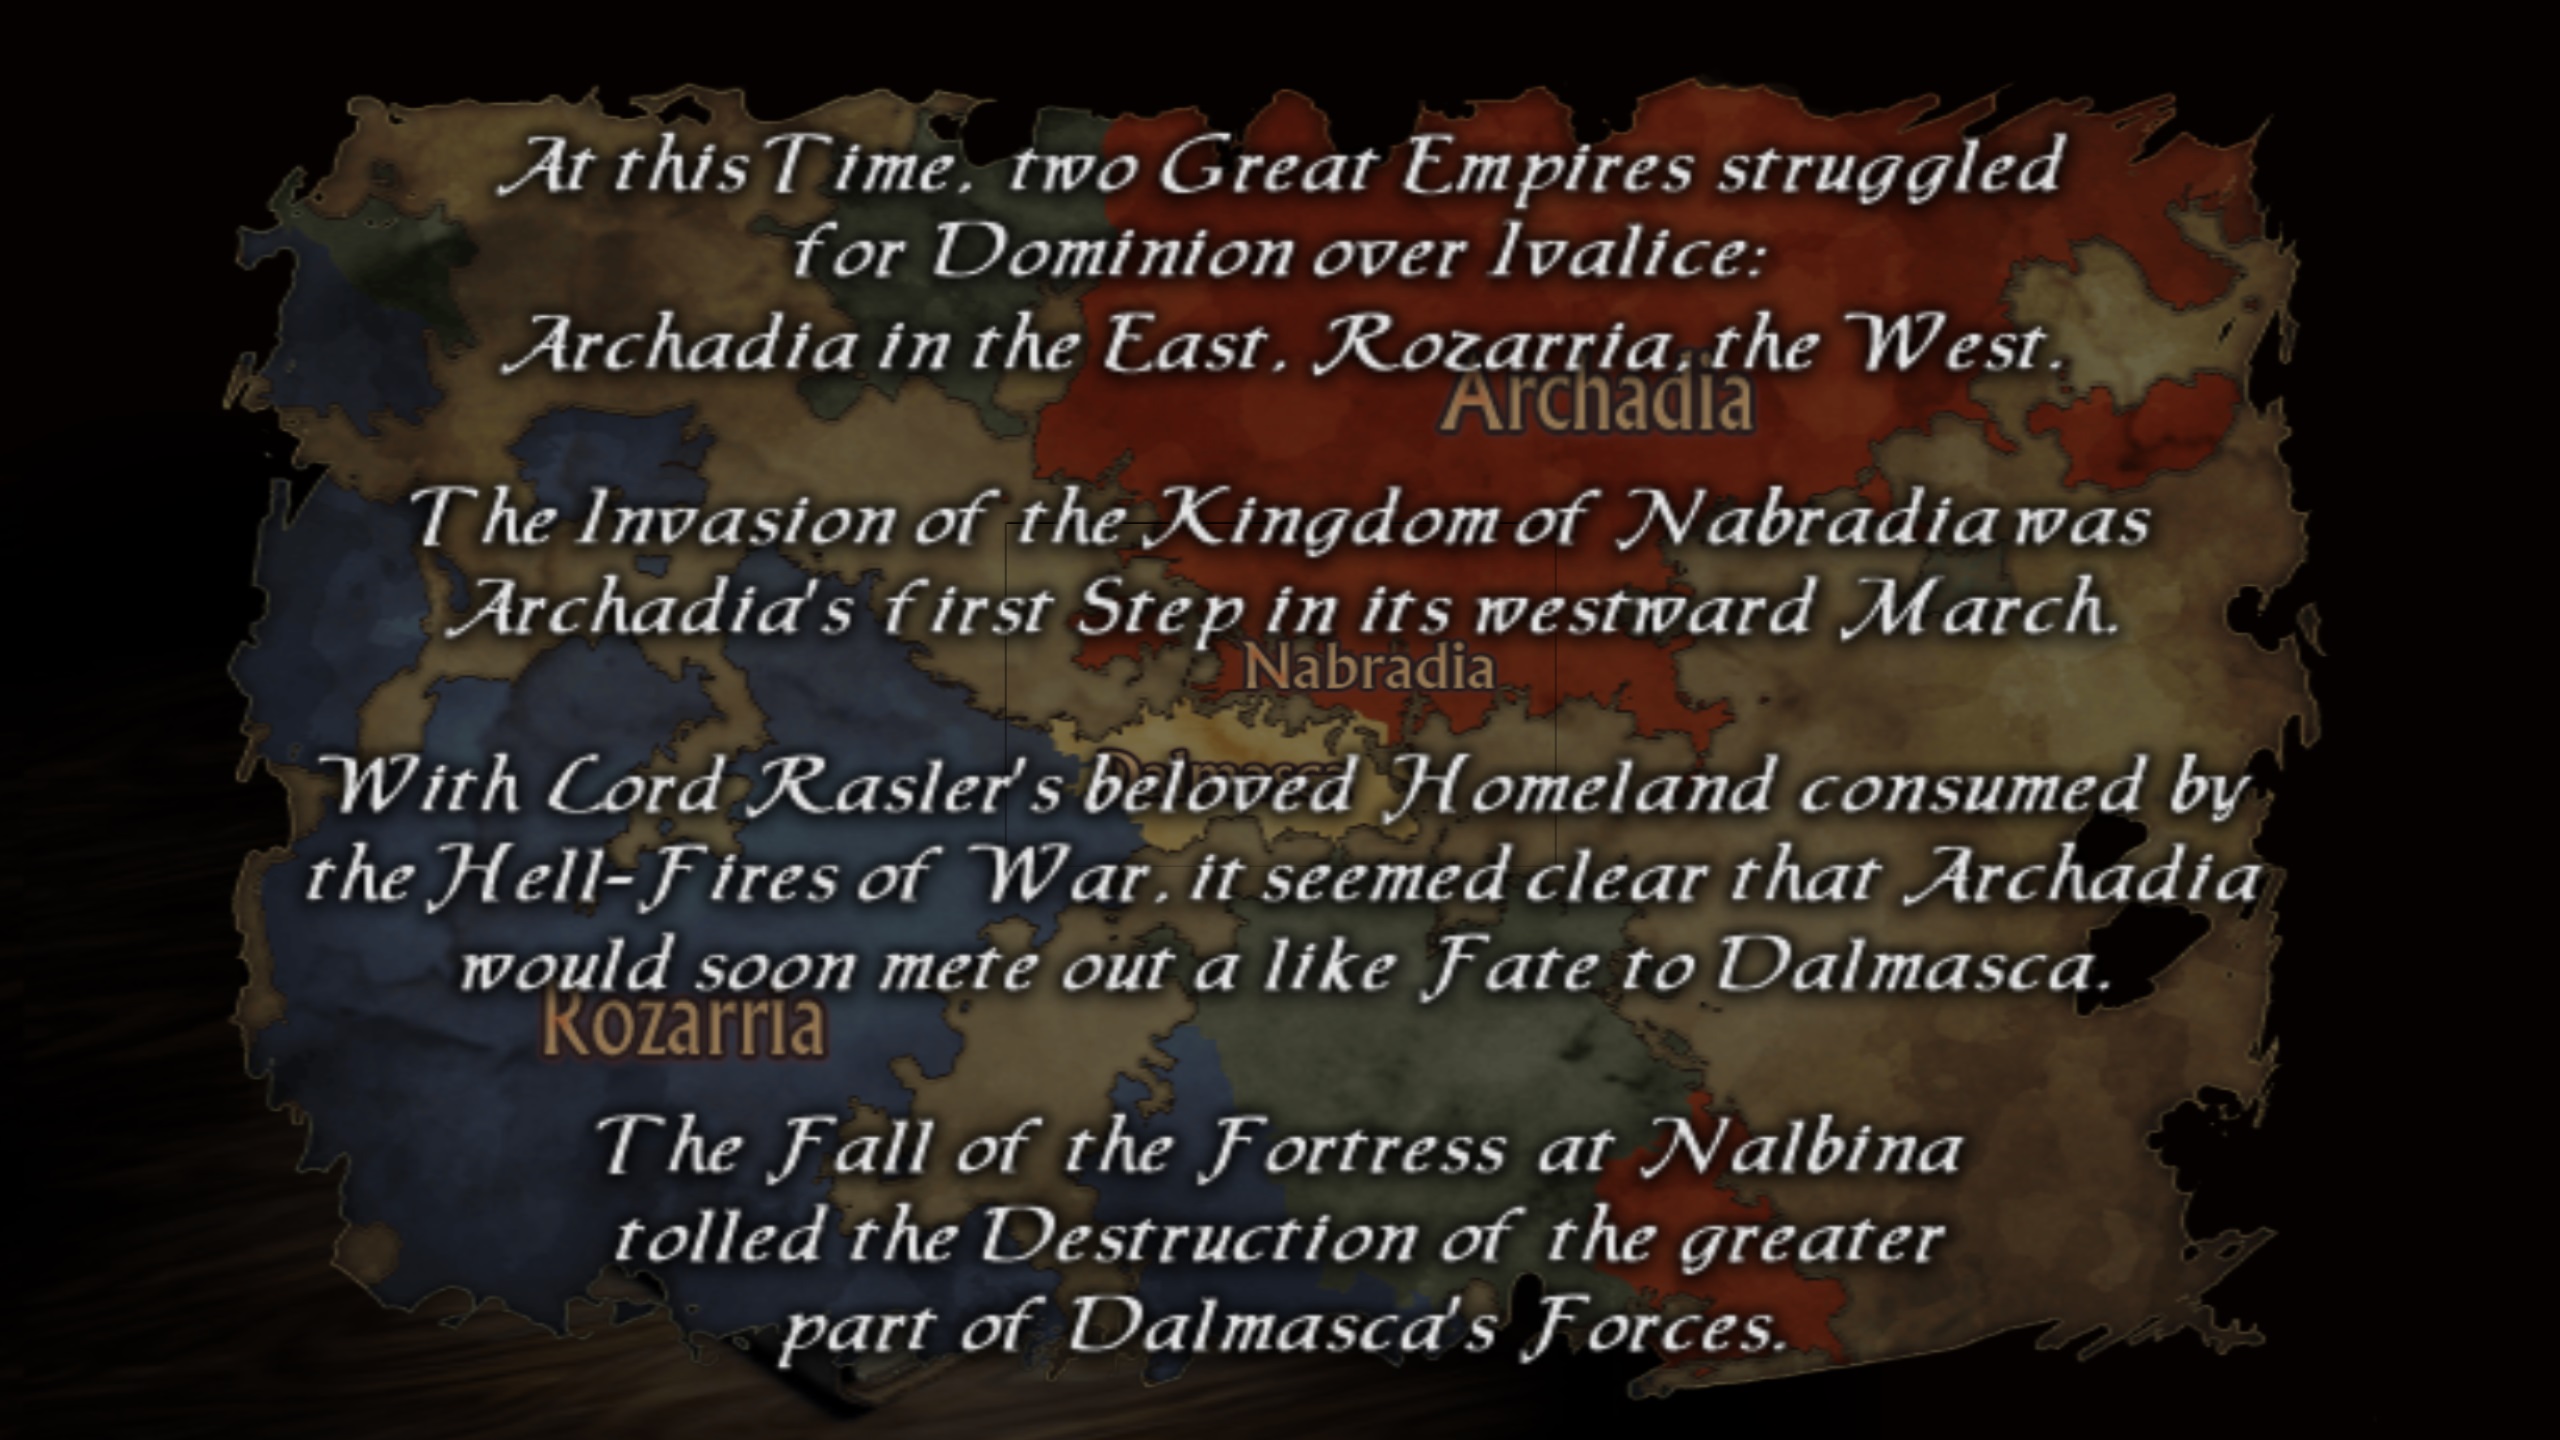 At this Time, two Great Empires struggled
for Dominion over Ivalice:
Archadia in the East, Rozarria, the West.
Archadia
The Invasion of the Kingdom of Nabradia was
Archadia's first Step in its westward March.
Nabradia
Dalmasca
With Lord Rasler's beloved Homeland consumed by
the Hell-Fires of War, it seemed clear that Archadia
would soon mete out a like Fate to Dalmasca.
Rozarria
The Fall of the Fortress at Nalbina
tolled the Destruction of the greater
part of Dalmasca's Forces.